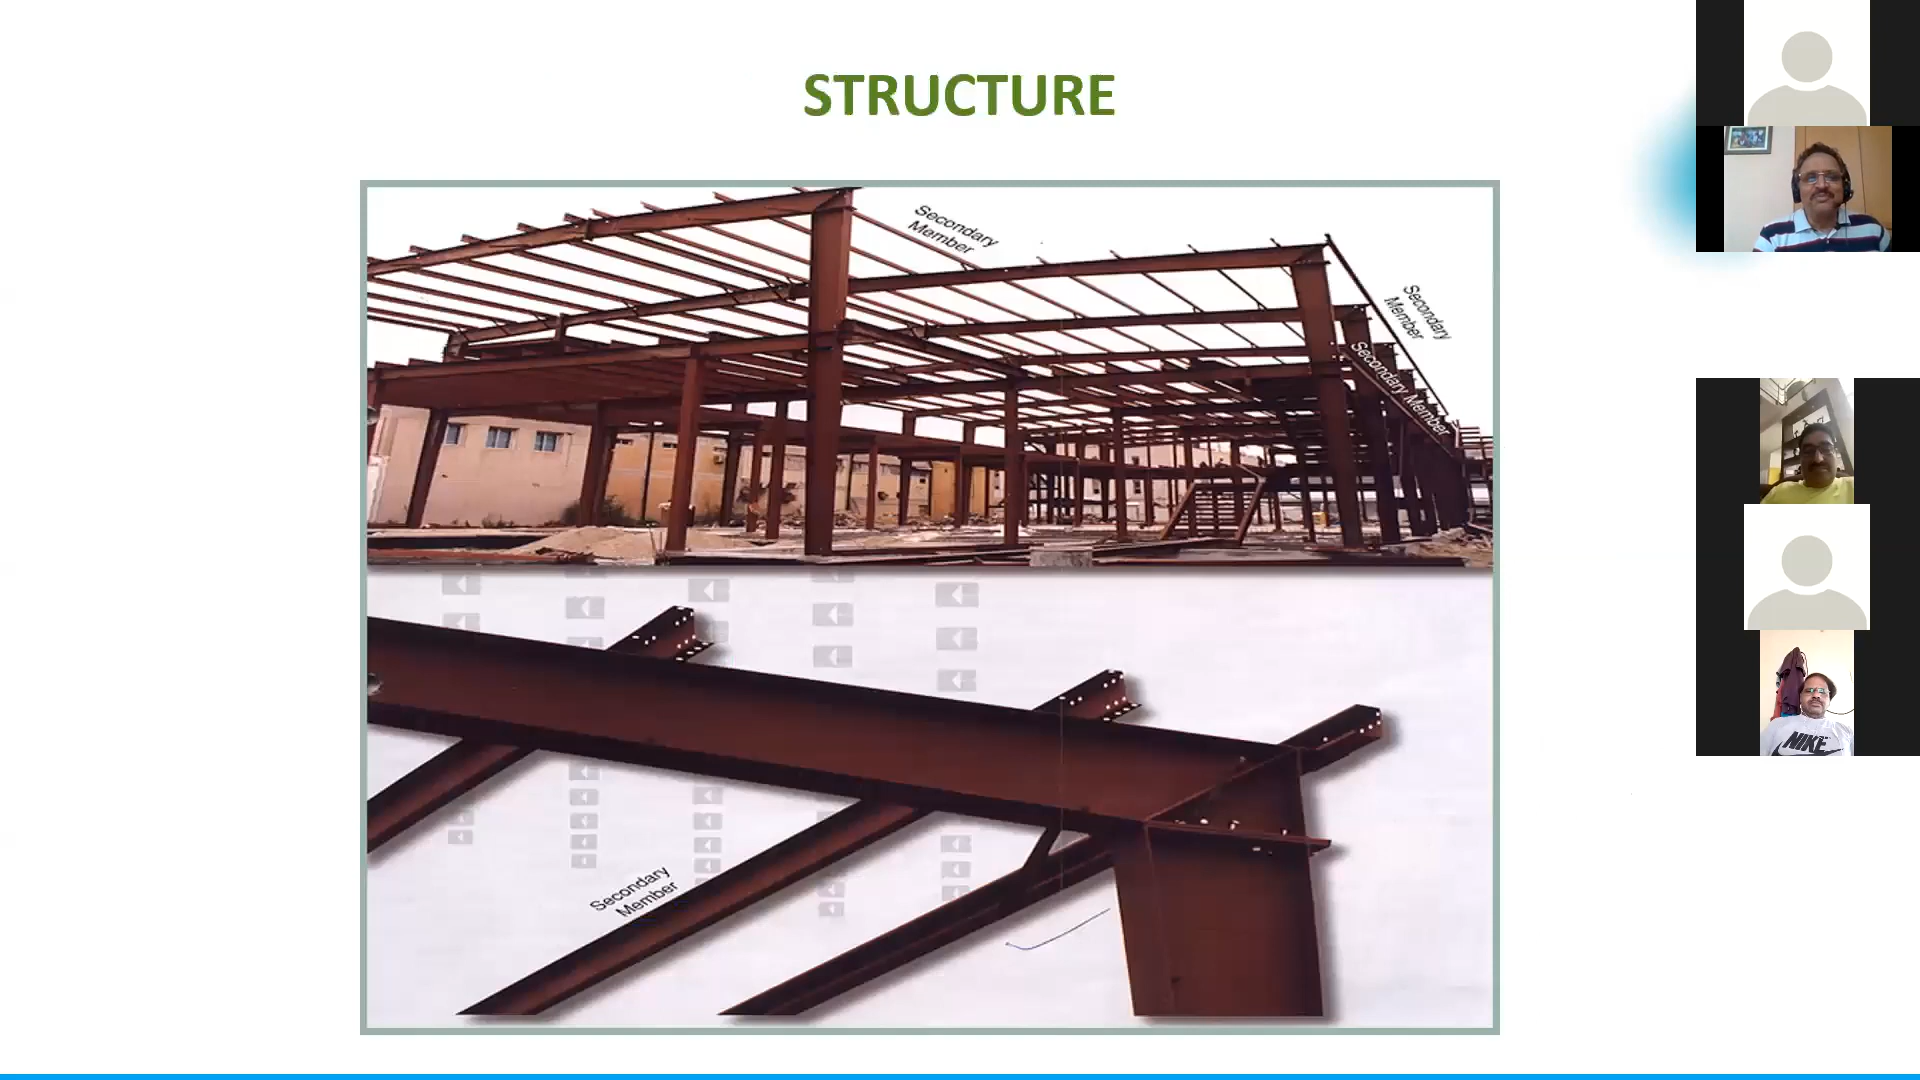 STRUCTURE
Secondary
Member
Secondary
Member
Secondary Member
Secondary
Member
NIKE